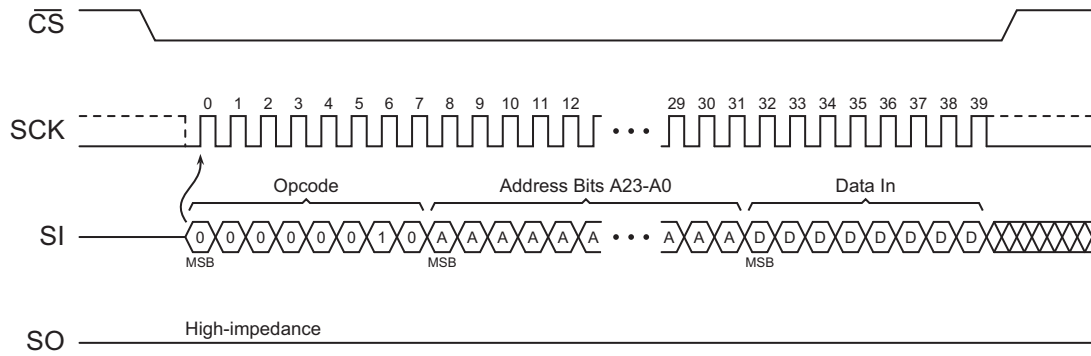 CS
0 1 2 3 4 5 6 7 8 9 10 11 12 29 30 31 32 33 34 35 36 37 38 39
SCK
Opcode Address Bits A23-A0 Data In
SI 0 0 0 0 0 0 1 0 A A A A A A A A A D D D D D D D D
MSB MSB MSB
High-impedance
SO